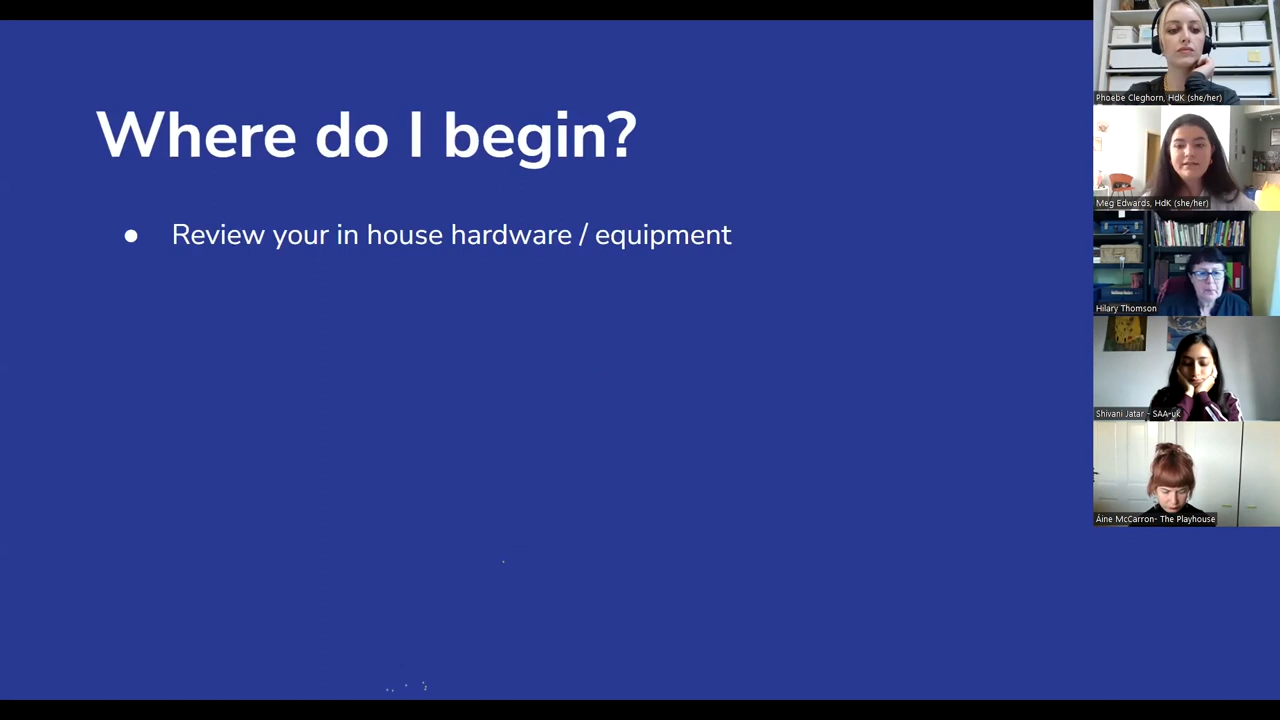 Where do I begin?
● Review your in house hardware / equipment
Phoebe Cleghorn, HdK (she/her)
Meg Edwards, HdK (she/her)
Hilary Thomson
Shivani Jatar - SAA-uk
Áine McCarron- The Playhouse